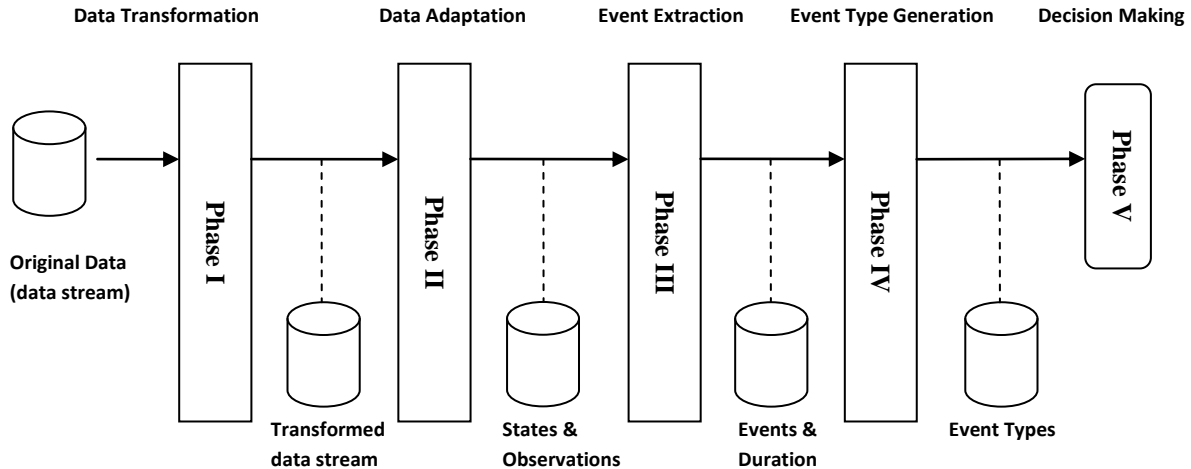 Data Transformation
Data Adaptation
Event Extraction
Event Type Generation
Decision Making
Original Data
(data stream)
Phase I
Transformed
data stream
Phase II
States &
Observations
Phase III
Events &
Duration
Phase IV
Event Types
Phase V